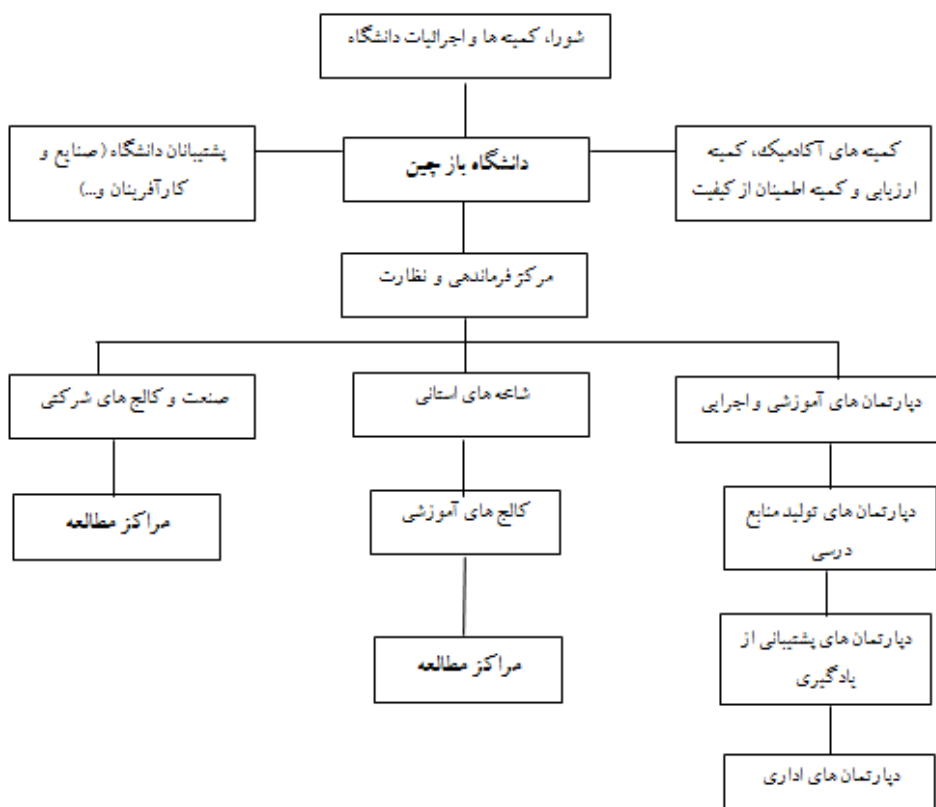 شورا، کمیته ها و اجرائیات دانشگاه
پشتیبانان دانشگاه (صنایع و
کارآفرینان و...)
دانشگاه باز چین
کمیته های آکادمیک، کمیته
ارزیابی و کمیته اطمینان از کیفیت
مرکز فرماندهی و نظارت
صنعت و کالج های شرکتی
شاخه های استانی
دپارتمان های آموزشی و اجرایی
مراکز مطالعه
کالج های آموزشی
دپارتمان های تولید منابع
درسی
مراکز مطالعه
دپارتمان های پشتیبانی از
یادگیری
دپارتمان های اداری